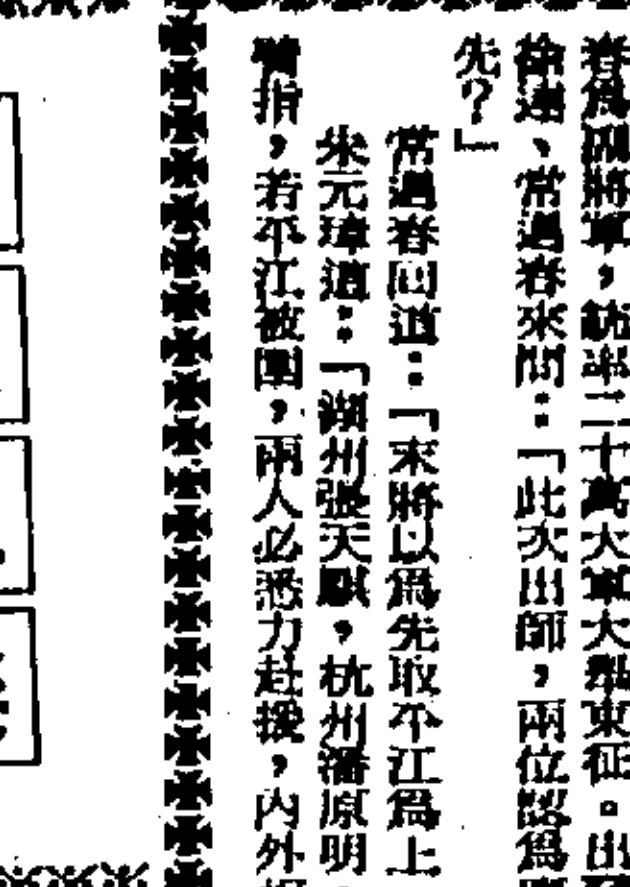 春為副將軍,統率二十萬大軍大舉東征。出
徐達、常遇春來問:「此次出師,兩位認為
先?」
常遇春回道:「末將以為先取平江為上
朱元璋道:「湖州張天騏,杭州潘原明
臂指,若平江被圍,兩人必悉力赴援,內外